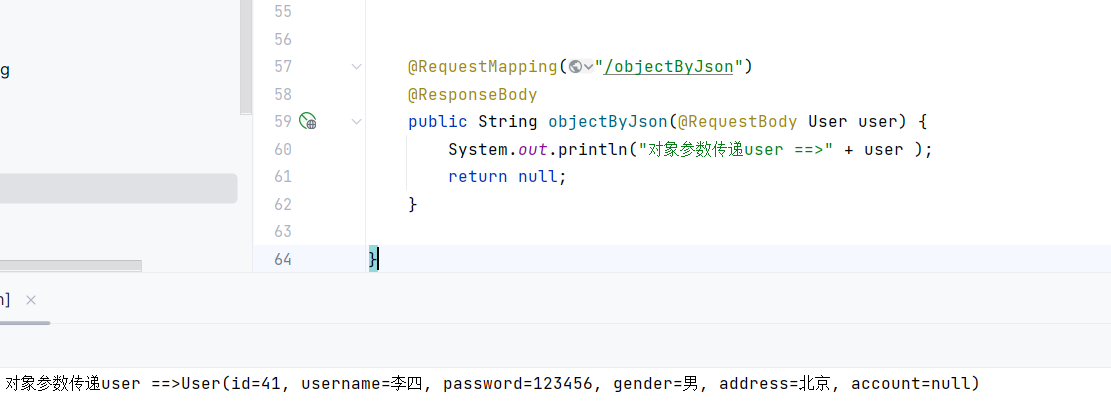 55
56
g
57 @RequestMapping("/objectByJson")
58 @ResponseBody
59 public String objectByJson(@RequestBody User user) {
60 System.out.println("对象参数传递user ==>" + user );
61 return null;
62 }
63
64 }
]
对象参数传递user ==>User(id=41, username=李四, password=123456, gender=男, address=北京, account=null)